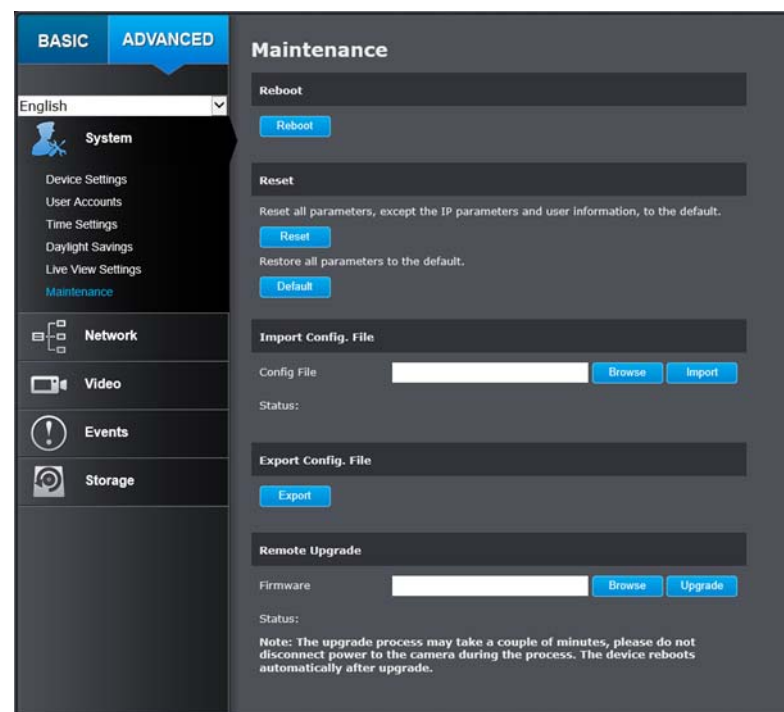 BASIC
ADVANCED
English
System
Device Settings
User Accounts
Time Settings
Daylight Savings
Live View Settings
Maintenance
Network
Video
Events
Storage
Maintenance
Reboot
Reboot
Reset
Reset all parameters, except the IP parameters and user information, to the default.
Reset
Restore all parameters to the default.
Default
Import Config. File
Config File
Browse
Import
Status:
Export Config. File
Export
Remote Upgrade
Firmware
Browse
Upgrade
Status:
Note: The upgrade process may take a couple of minutes, please do not
disconnect power to the camera during the process. The device reboots
automatically after upgrade.